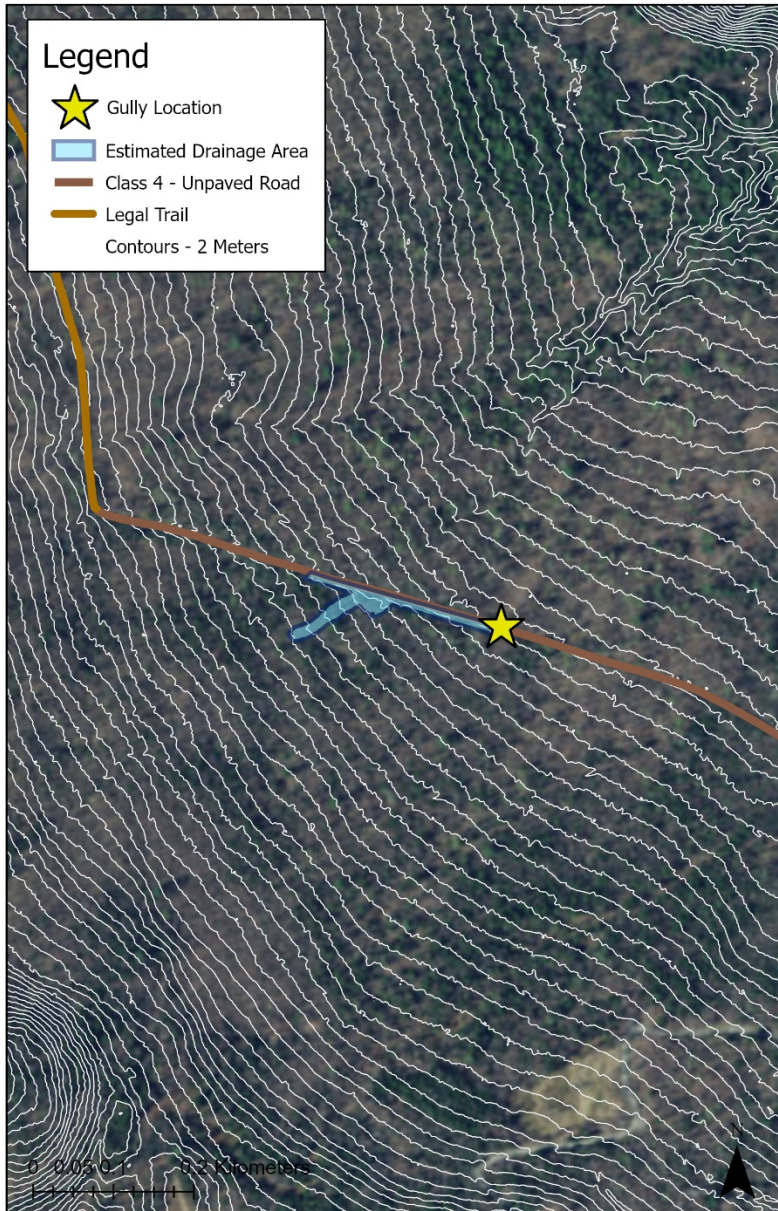 Legend
Gully Location
Estimated Drainage Area
Class 4 - Unpaved Road
Legal Trail
Contours - 2 Meters
N
0 0.05 0.1 0.2 Kilometers